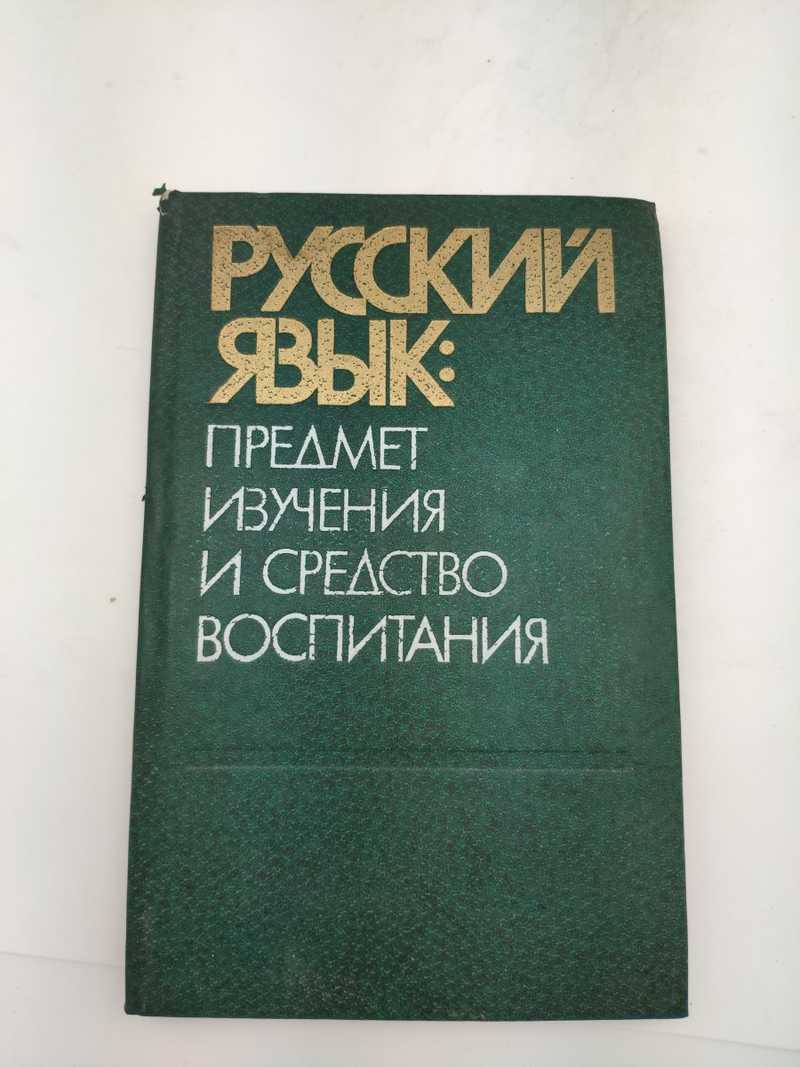 РУССКИЙ
ЯЗЫК:
ПРЕДМЕТ
ИЗУЧЕНИЯ
И СРЕДСТВО
ВОСПИТАНИЯ